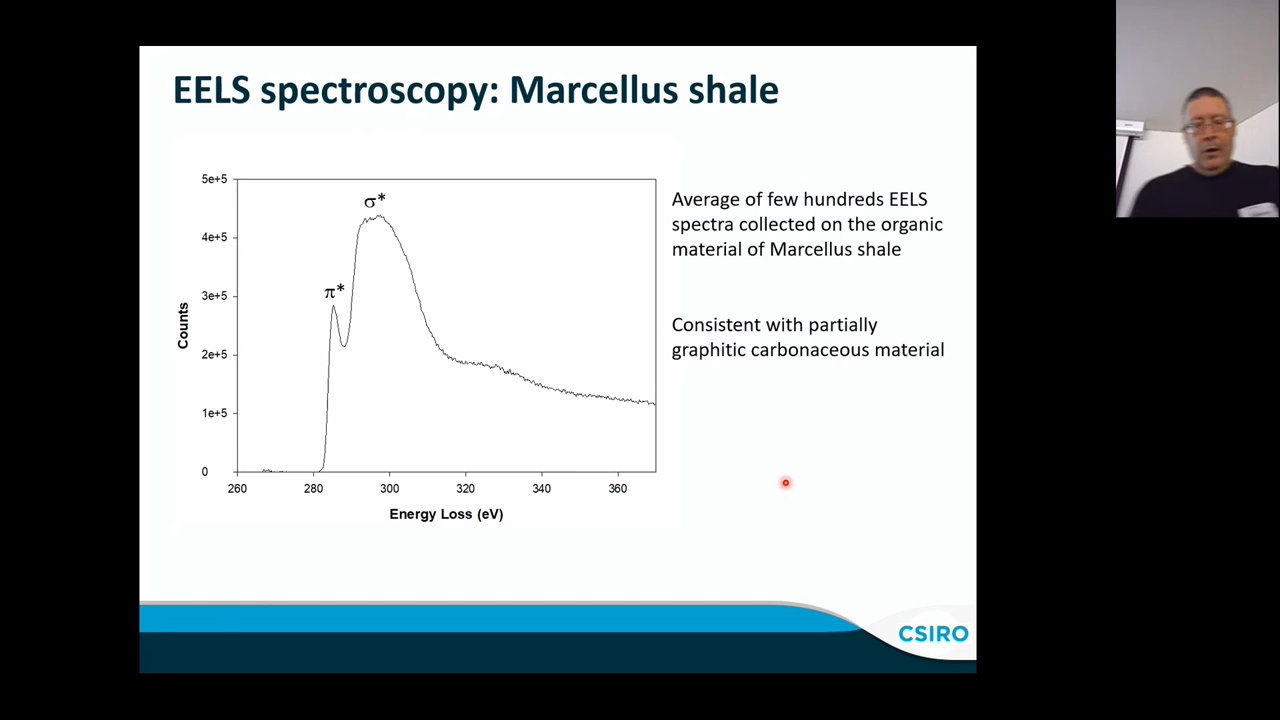 EELS spectroscopy: Marcellus shale
5e+5
4e+5
3e+5
2e+5
1e+5
0
Counts
σ*
π*
260
280
300
320
340
360
Energy Loss (eV)
Average of few hundreds EELS
spectra collected on the organic
material of Marcellus shale
Consistent with partially
graphitic carbonaceous material
CSIRO